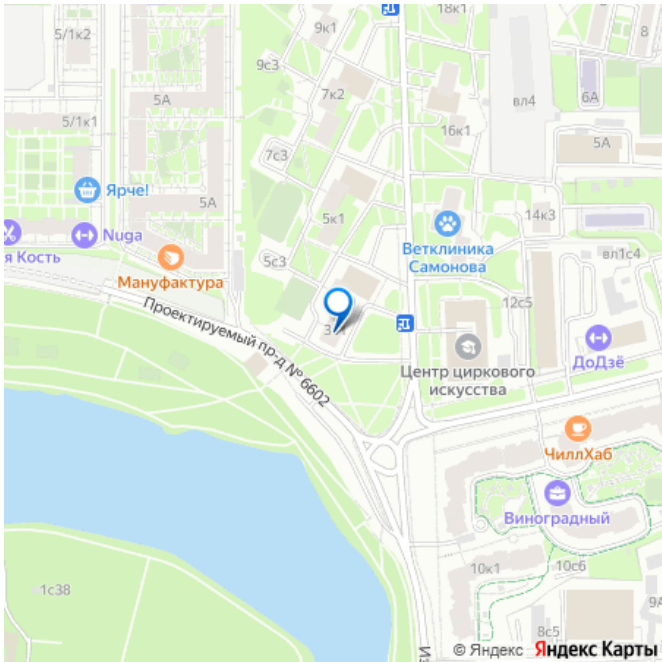 18к1
5/1к2
9к1
8
9с3
5А
7к2
вл4
6А
5/1к1
16к1
7с3
5А
Ярче!
5А
14к3
5к1
Nuga
я Кость
Ветклиника
Самонова
вл1с4
5с3
Мануфактура
12с5
Проектируемый пр-д № 6602
ДоДзё
Центр циркового
искусства
ЧиллХаб
Виноградный
10к1
10с6
1с38
9А
8с5
© Яндекс Яндекс Карты